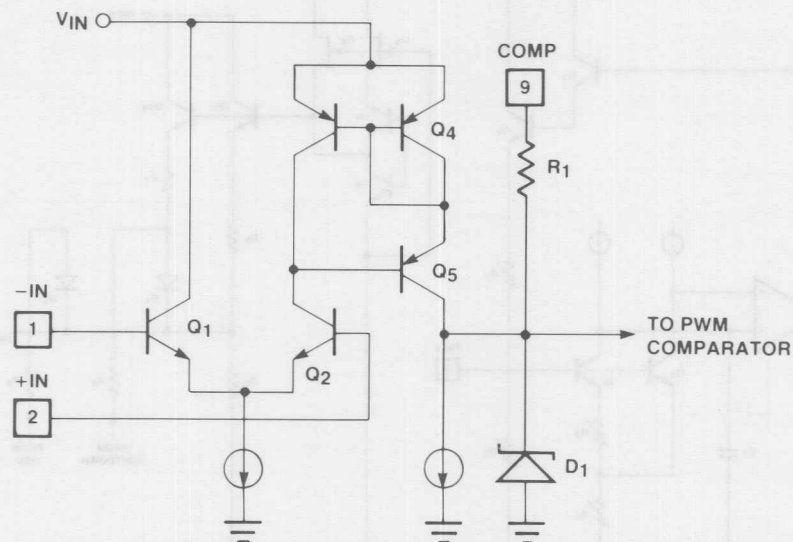 VIN
COMP
9
Q4
R1
Q5
-IN
1
Q1
Q2
+IN
2
TO PWM
COMPARATOR
D1